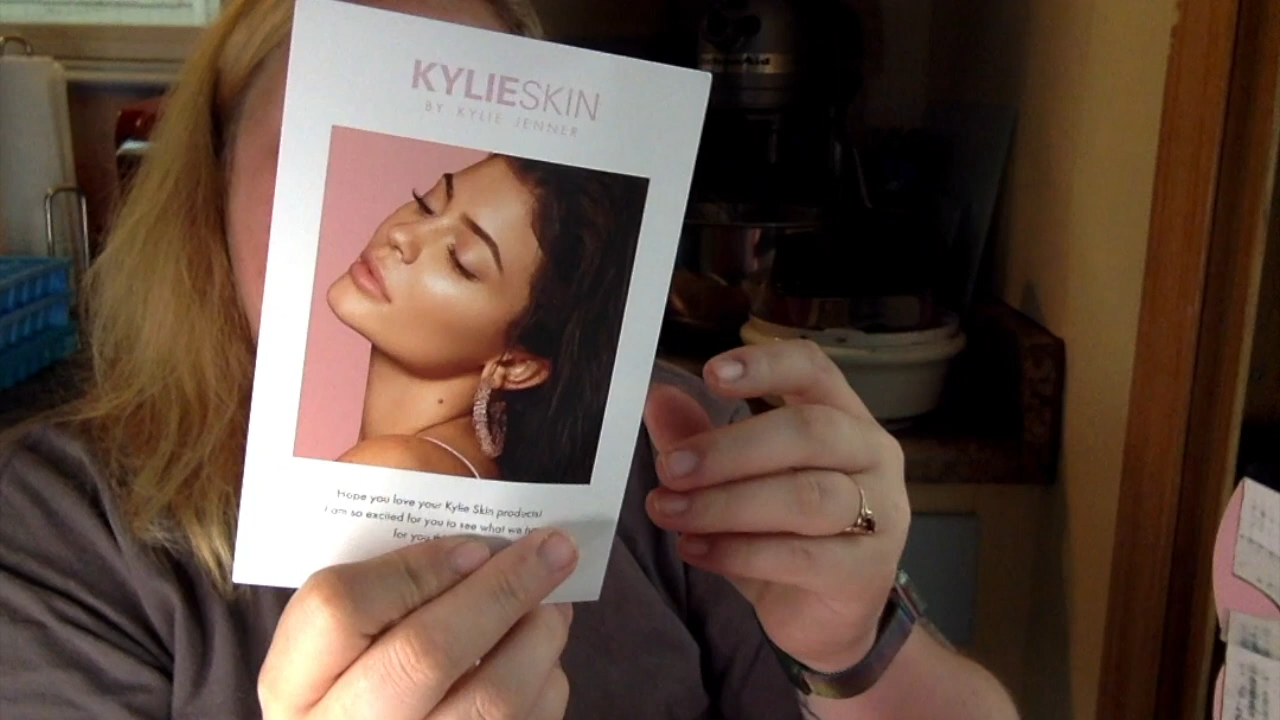 KYLIESKIN
BY KYLIE JENNER
Hope you love your Kylie Skin products!
I am so excited for you to see what we
for you